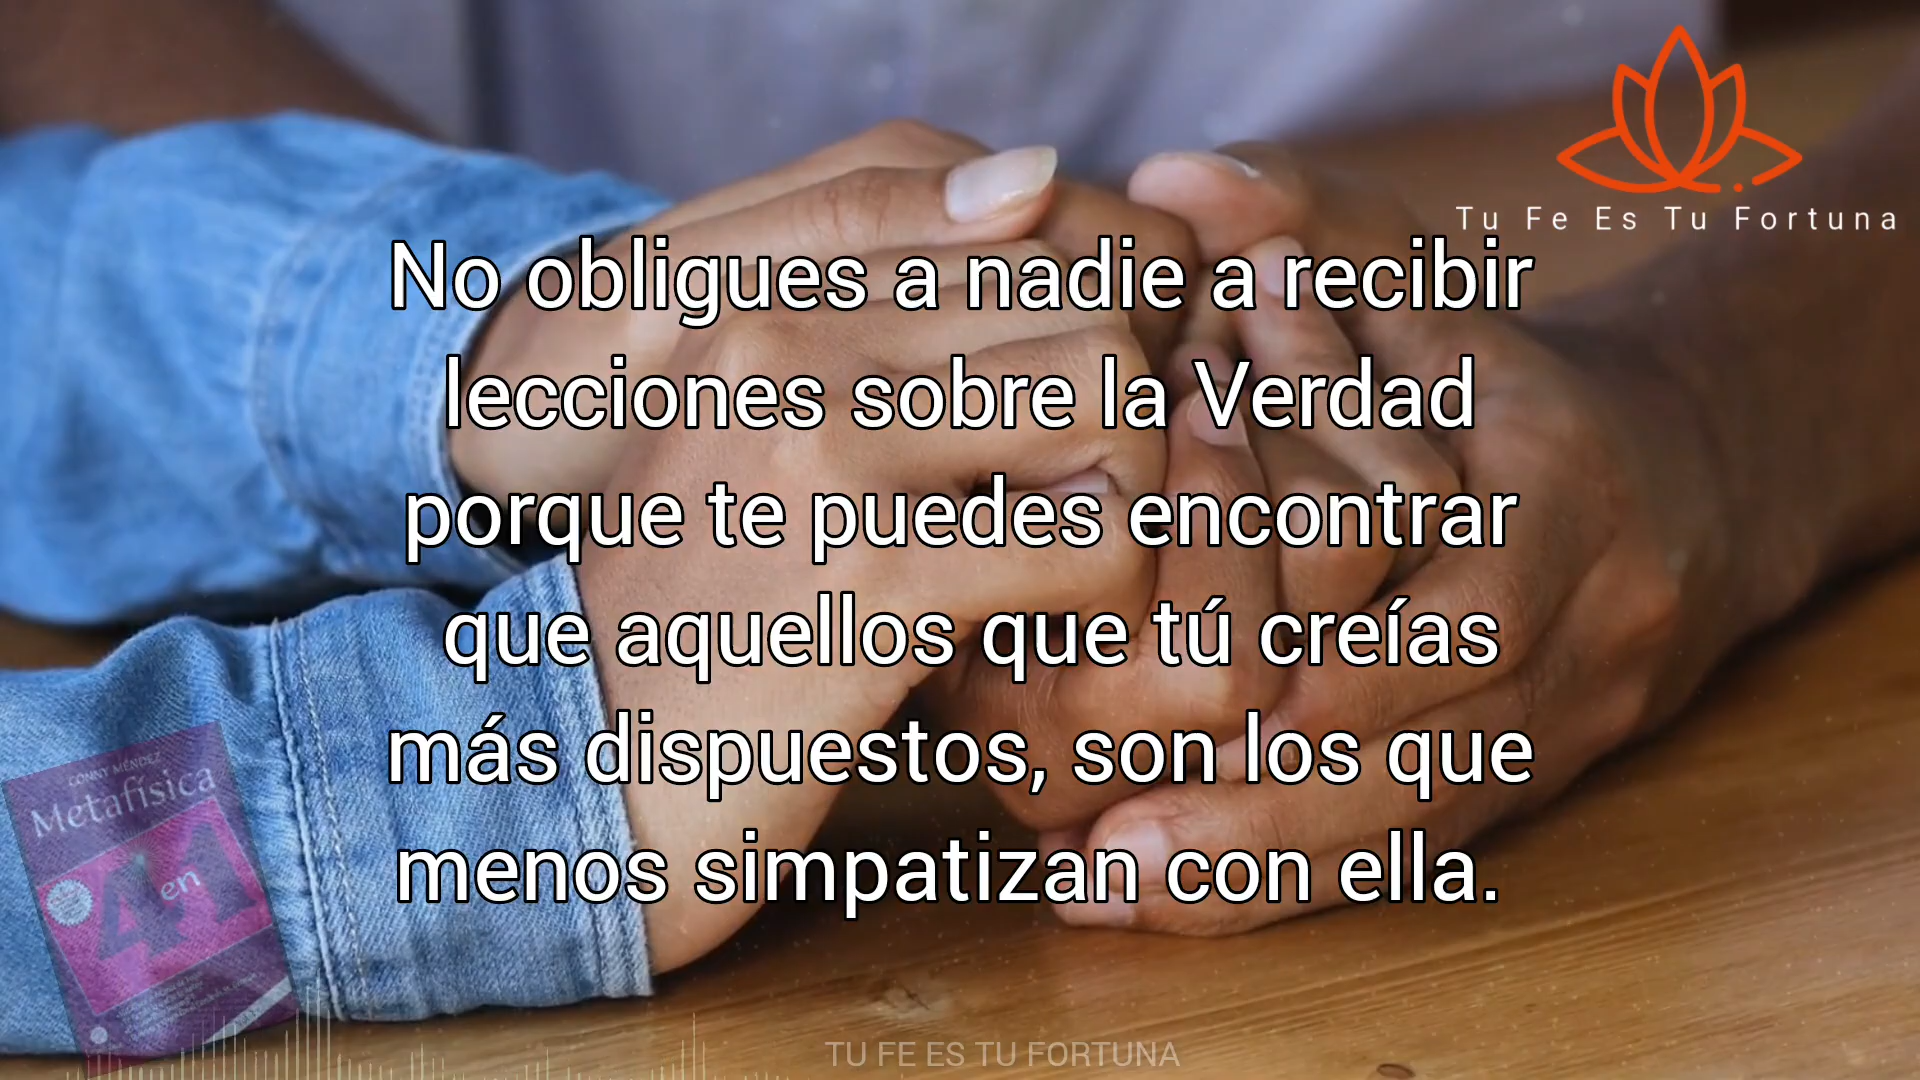 Tu Fe Es Tu Fortuna
No obligues a nadie a recibir
lecciones sobre la Verdad
porque te puedes encontrar
que aquellos que tú creías
más dispuestos, son los que
menos simpatizan con ella.
CONNY MÉNDEZ
Metafísica
4 en 1
TU FE ES TU FORTUNA